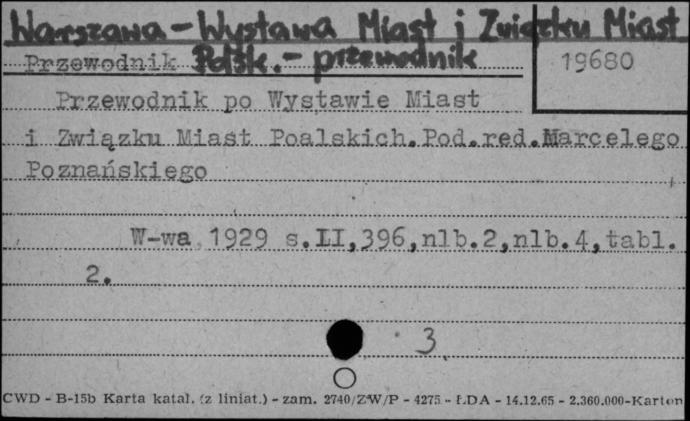 Warszawa - Wystawa Miast i Związku Miast
Przewodnik Polsk. - przewodnik
19680
Przewodnik po Wystawie Miast
i Związku Miast Poalskich.Pod.red.Marcelego
Poznańskiego
W-wa 1929 s.LI,396,nlb.2,nlb.4,tabl.
2.
3
CWD - B-15b Karta katal. (z liniat.) - zam. 2740/ZW/P - 4275 - ŁDA - 14.12.65 - 2.360.000-Karton